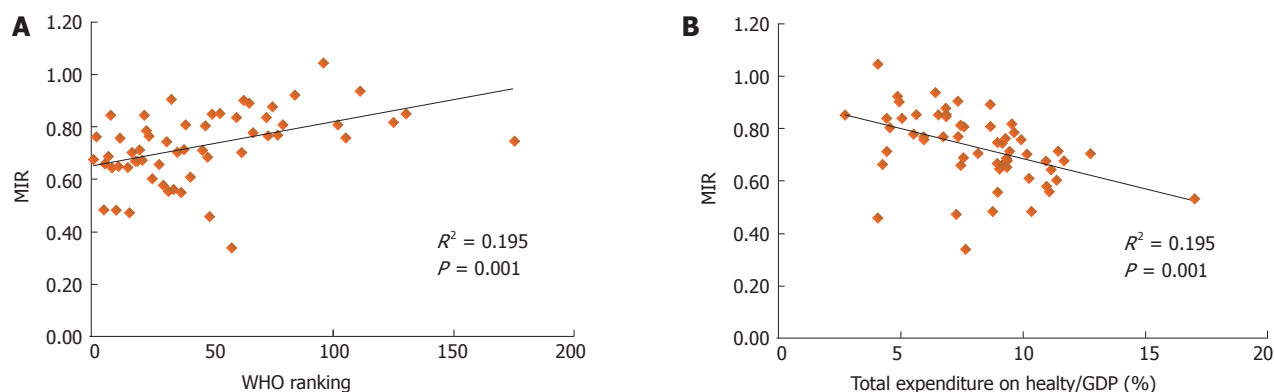 A
1.20
1.00
0.80
0.60
0.40
0.20
0.00
MIR
R² = 0.195
P = 0.001
0 50 100 150 200
WHO ranking
B
1.20
1.00
0.80
0.60
0.40
0.20
0.00
MIR
R² = 0.195
P = 0.001
0 5 10 15 20
Total expenditure on healty/GDP (%)